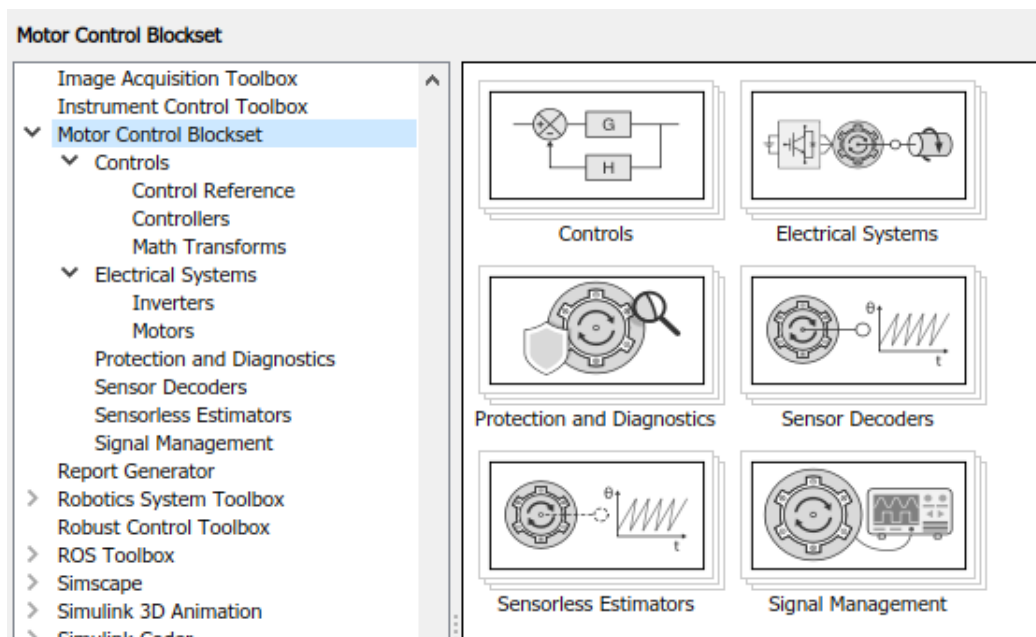 Motor Control Blockset
Image Acquisition Toolbox
Instrument Control Toolbox
Motor Control Blockset
Controls
Control Reference
Controllers
Math Transforms
Electrical Systems
Inverters
Motors
Protection and Diagnostics
Sensor Decoders
Sensorless Estimators
Signal Management
Report Generator
Robotics System Toolbox
Robust Control Toolbox
ROS Toolbox
Simscape
Simulink 3D Animation
Simulink Coder
G
H
Controls
Electrical Systems
Protection and Diagnostics
θ
t
Sensor Decoders
θ
t
Sensorless Estimators
Signal Management